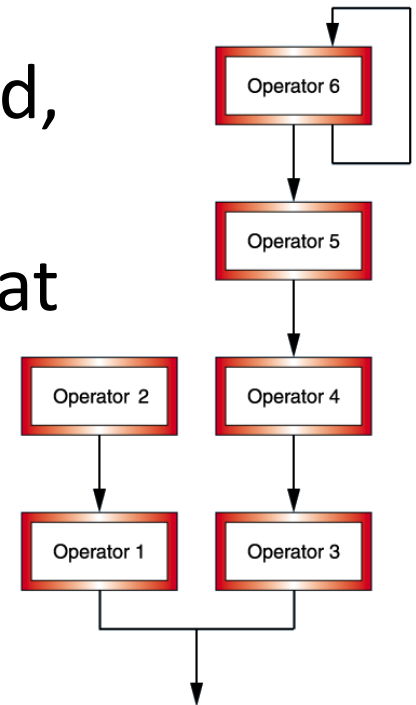 d,
Operator 6
Operator 5
at
Operator 2
Operator 4
Operator 1
Operator 3